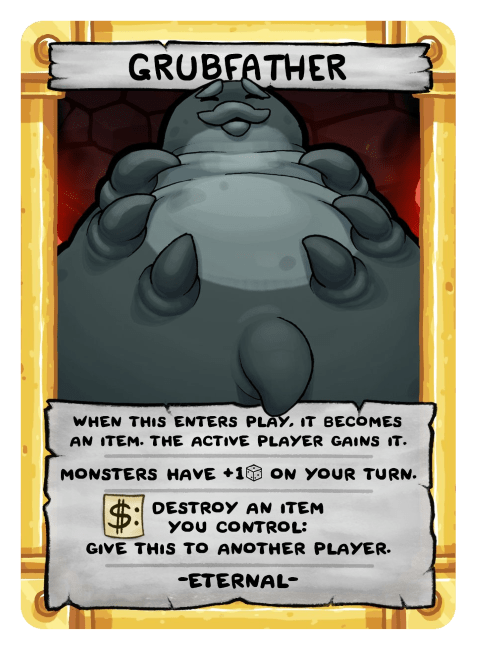 GRUBFATHER
WHEN THIS ENTERS PLAY, IT BECOMES
AN ITEM. THE ACTIVE PLAYER GAINS IT.
MONSTERS HAVE +1 ON YOUR TURN.
$: DESTROY AN ITEM
YOU CONTROL:
GIVE THIS TO ANOTHER PLAYER.
-ETERNAL-